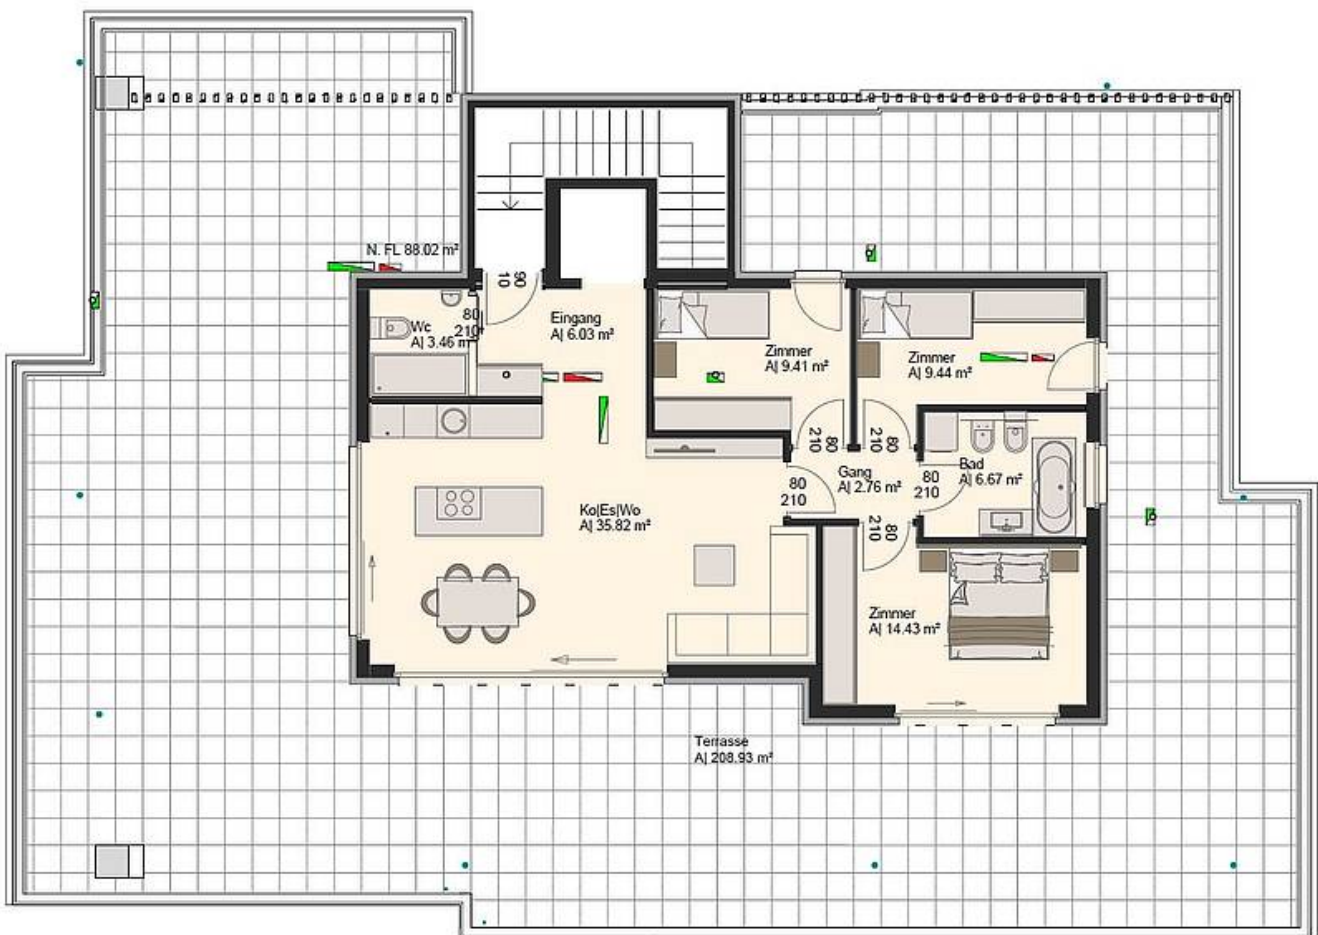 N. FL 88.02 m²
90
10
Wc
A| 3.46 m
80
210
Eingang
A| 6.03 m²
Zimmer
A| 9.41 m²
Zimmer
A| 9.44 m²
80
210
80
210
Gang
A| 2.76 m²
80
210
80
210
Bad
A| 6.67 m²
Ko|Es|Wo
A| 35.82 m²
80
210
Zimmer
A| 14.43 m²
Terrasse
A| 208.93 m²